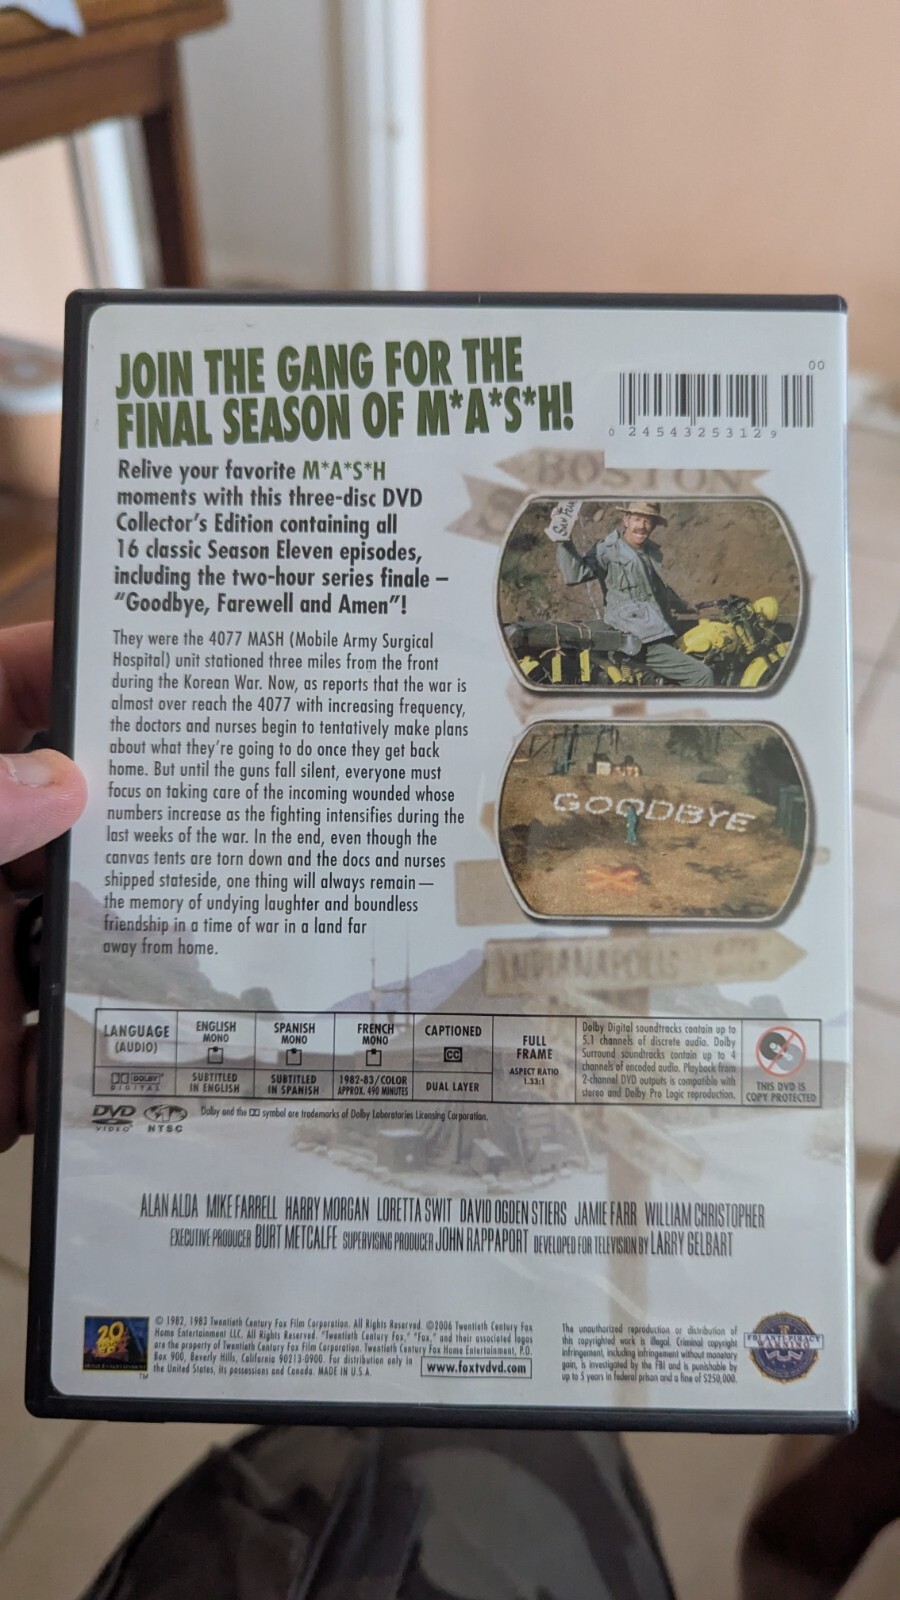 JOIN THE GANG FOR THE
FINAL SEASON OF M*A*S*H!
00
0 24543 25312 9
Relive your favorite M*A*S*H
moments with this three-disc DVD
Collector's Edition containing all
16 classic Season Eleven episodes,
including the two-hour series finale –
"Goodbye, Farewell and Amen"!
They were the 4077 MASH (Mobile Army Surgical
Hospital) unit stationed three miles from the front
during the Korean War. Now, as reports that the war is
almost over reach the 4077 with increasing frequency,
the doctors and nurses begin to tentatively make plans
about what they're going to do once they get back
home. But until the guns fall silent, everyone must
focus on taking care of the incoming wounded whose
numbers increase as the fighting intensifies during the
last weeks of the war. In the end, even though the
canvas tents are torn down and the docs and nurses
shipped stateside, one thing will always remain—
the memory of undying laughter and boundless
friendship in a time of war in a land far
away from home.
BOSTON
GOODBYE
INDIANAPOLIS
LANGUAGE
(AUDIO)
DOLBY
DIGITAL
ENGLISH
MONO
SUBTITLED
IN ENGLISH
SPANISH
MONO
SUBTITLED
IN SPANISH
FRENCH
MONO
1982-83/COLOR
APPROX. 490 MINUTES
CAPTIONED
CC
DUAL LAYER
FULL
FRAME
ASPECT RATIO
1.33:1
Dolby Digital soundtracks contain up to
5.1 channels of discrete audio. Dolby
Surround soundtracks contain up to 4
channels of encoded audio. Playback from
2-channel DVD outputs is compatible with
stereo and Dolby Pro Logic reproduction.
THIS DVD IS
COPY PROTECTED
DVD
VIDEO
NTSC
Dolby and the symbol are trademarks of Dolby Laboratories Licensing Corporation.
ALAN ALDA MIKE FARRELL HARRY MORGAN LORETTA SWIT DAVID OGDEN STIERS JAMIE FARR WILLIAM CHRISTOPHER
EXECUTIVE PRODUCER BURT METCALFE SUPERVISING PRODUCER JOHN RAPPAPORT DEVELOPED FOR TELEVISION BY LARRY GELBART
20
TM
© 1982, 1983 Twentieth Century Fox Film Corporation. All Rights Reserved. ©2006 Twentieth Century Fox
Home Entertainment LLC. All Rights Reserved. "Twentieth Century Fox," "Fox," and their associated logos
are the property of Twentieth Century Fox Film Corporation. Twentieth Century Fox Home Entertainment, P.O.
Box 900, Beverly Hills, California 90213-0900. For distribution only in
the United States, its possessions and Canada. MADE IN U.S.A.
www.foxtvdvd.com
The unauthorized reproduction or distribution of
this copyrighted work is illegal. Criminal copyright
infringement, including infringement without monetary
gain, is investigated by the FBI and is punishable by
up to 5 years in federal prison and a fine of $250,000.
FBI ANTI-PIRACY
WARNING